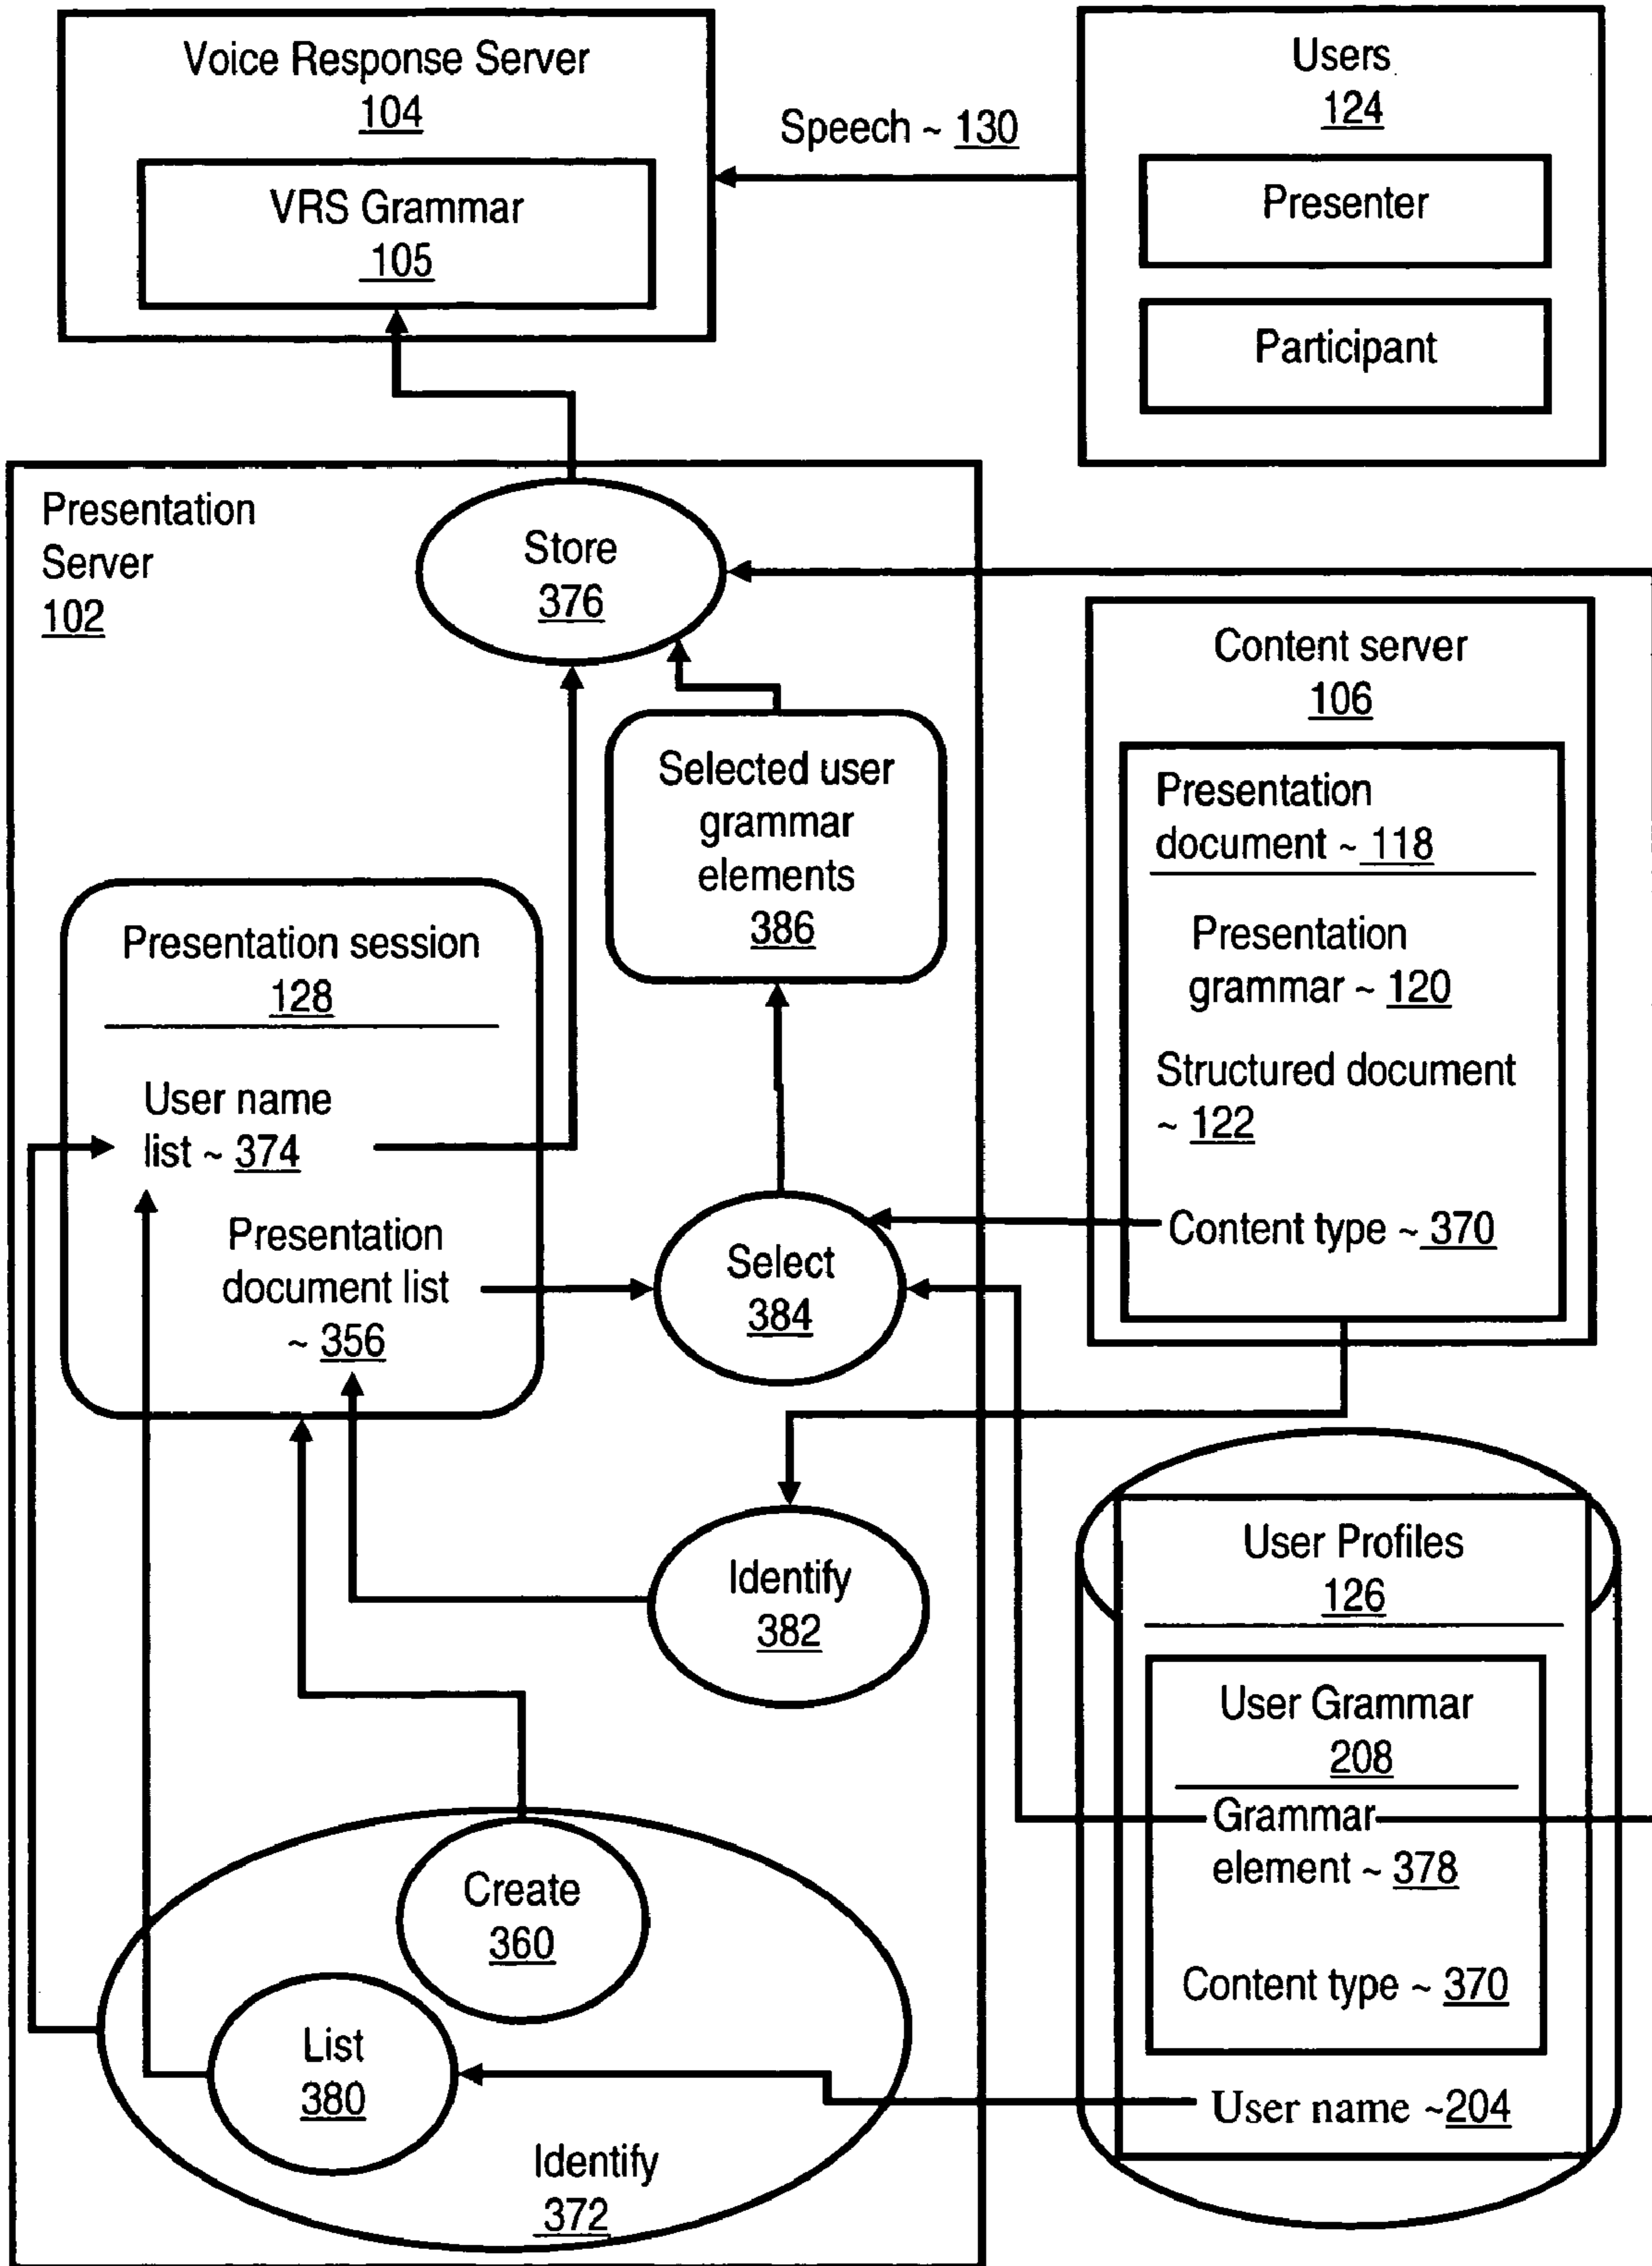 Voice Response Server
104
VRS Grammar
105
Speech ~ 130
Users
124
Presenter
Participant
Presentation
Server
102
Store
376
Selected user
grammar
elements
386
Content server
106
Presentation
document ~ 118
Presentation
grammar ~ 120
Structured document
~ 122
Content type ~ 370
Presentation session
128
User name
list ~ 374
Presentation
document list
~ 356
Select
384
Identify
382
User Profiles
126
User Grammar
208
Grammar
element ~ 378
Content type ~ 370
User name ~204
Create
360
List
380
Identify
372